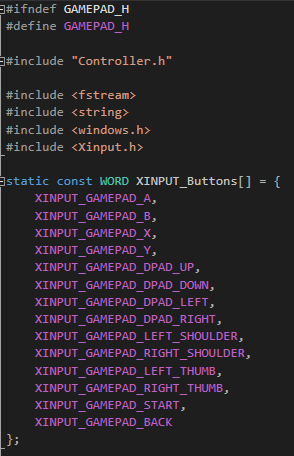 #ifndef GAMEPAD_H
#define GAMEPAD_H
#include "Controller.h"
#include <fstream>
#include <string>
#include <windows.h>
#include <Xinput.h>
static const WORD XINPUT_Buttons[] = {
XINPUT_GAMEPAD_A,
XINPUT_GAMEPAD_B,
XINPUT_GAMEPAD_X,
XINPUT_GAMEPAD_Y,
XINPUT_GAMEPAD_DPAD_UP,
XINPUT_GAMEPAD_DPAD_DOWN,
XINPUT_GAMEPAD_DPAD_LEFT,
XINPUT_GAMEPAD_DPAD_RIGHT,
XINPUT_GAMEPAD_LEFT_SHOULDER,
XINPUT_GAMEPAD_RIGHT_SHOULDER,
XINPUT_GAMEPAD_LEFT_THUMB,
XINPUT_GAMEPAD_RIGHT_THUMB,
XINPUT_GAMEPAD_START,
XINPUT_GAMEPAD_BACK
};